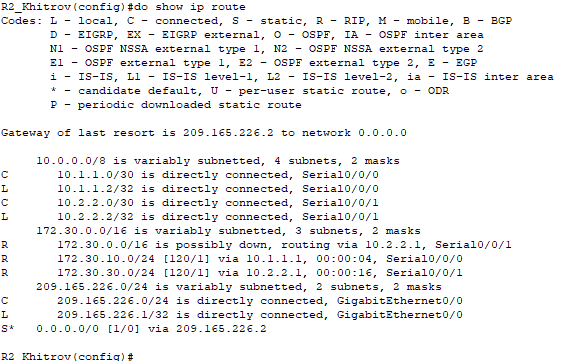 R2_Khitrov(config)#do show ip route
Codes: L - local, C - connected, S - static, R - RIP, M - mobile, B - BGP
       D - EIGRP, EX - EIGRP external, O - OSPF, IA - OSPF inter area
       N1 - OSPF NSSA external type 1, N2 - OSPF NSSA external type 2
       E1 - OSPF external type 1, E2 - OSPF external type 2, E - EGP
       i - IS-IS, L1 - IS-IS level-1, L2 - IS-IS level-2, ia - IS-IS inter area
       * - candidate default, U - per-user static route, o - ODR
       P - periodic downloaded static route
Gateway of last resort is 209.165.226.2 to network 0.0.0.0
     10.0.0.0/8 is variably subnetted, 4 subnets, 2 masks
C       10.1.1.0/30 is directly connected, Serial0/0/0
L       10.1.1.2/32 is directly connected, Serial0/0/0
C       10.2.2.0/30 is directly connected, Serial0/0/1
L       10.2.2.2/32 is directly connected, Serial0/0/1
     172.30.0.0/16 is variably subnetted, 3 subnets, 2 masks
R       172.30.0.0/16 is possibly down, routing via 10.2.2.1, Serial0/0/1
R       172.30.10.0/24 [120/1] via 10.1.1.1, 00:00:04, Serial0/0/0
R       172.30.30.0/24 [120/1] via 10.2.2.1, 00:00:16, Serial0/0/1
     209.165.226.0/24 is variably subnetted, 2 subnets, 2 masks
C       209.165.226.0/24 is directly connected, GigabitEthernet0/0
L       209.165.226.1/32 is directly connected, GigabitEthernet0/0
S*   0.0.0.0/0 [1/0] via 209.165.226.2
R2_Khitrov(config)#